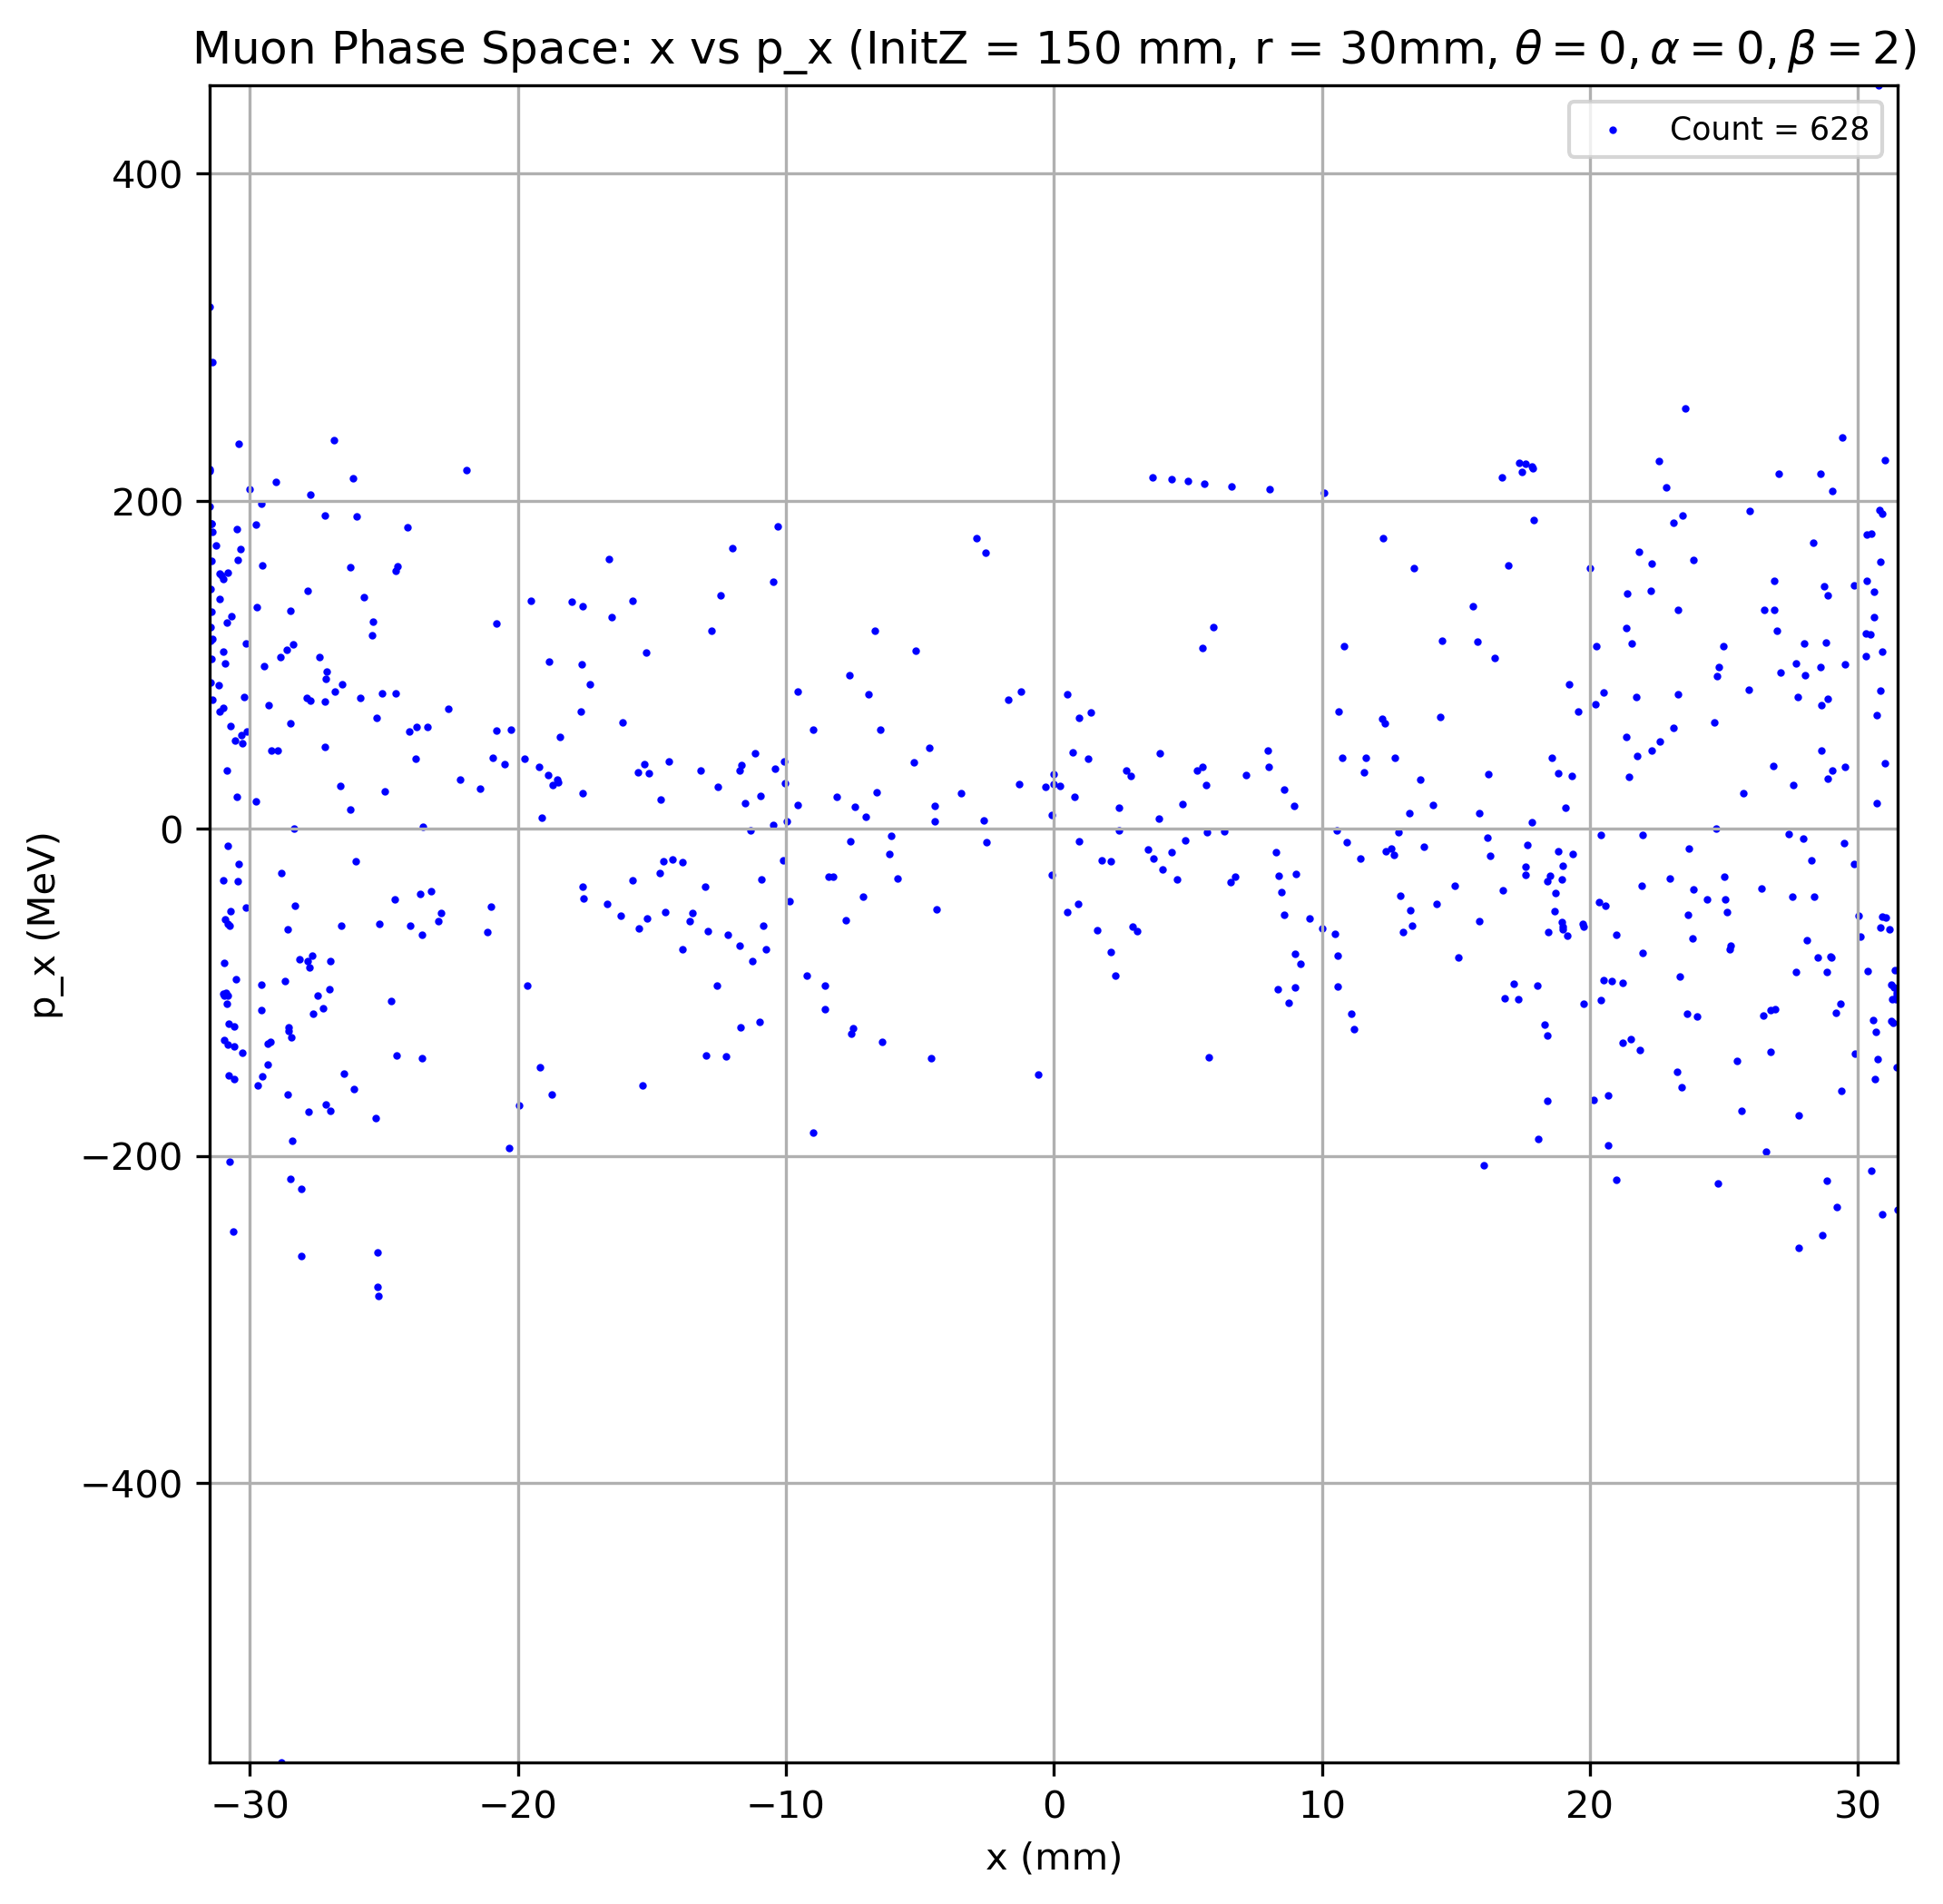 Muon Phase Space: x vs p_x (InitZ = 150 mm, r = 30mm, θ = 0, α = 0, β = 2)
Count = 628
400
200
0
−200
−400
p_x (MeV)
−30 −20 −10 0 10 20 30
x (mm)